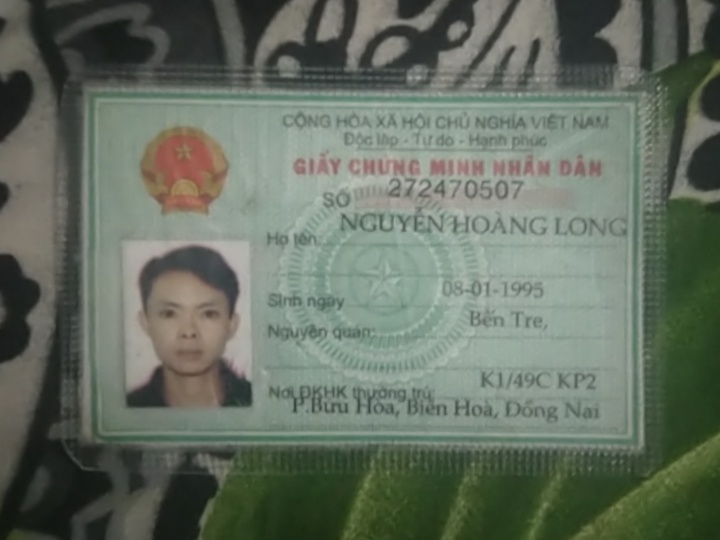 CỘNG HÒA XÃ HỘI CHỦ NGHĨA VIỆT NAM
Độc lập - Tự do - Hạnh phúc
GIẤY CHỨNG MINH NHÂN DÂN
SỐ 272470507
Họ tên: NGUYỄN HOÀNG LONG
Sinh ngày 08-01-1995
Nguyên quán: Bến Tre,
Nơi ĐKHK thường trú: K1/49C KP2
P.Bửu Hòa, Biên Hoà, Đồng Nai